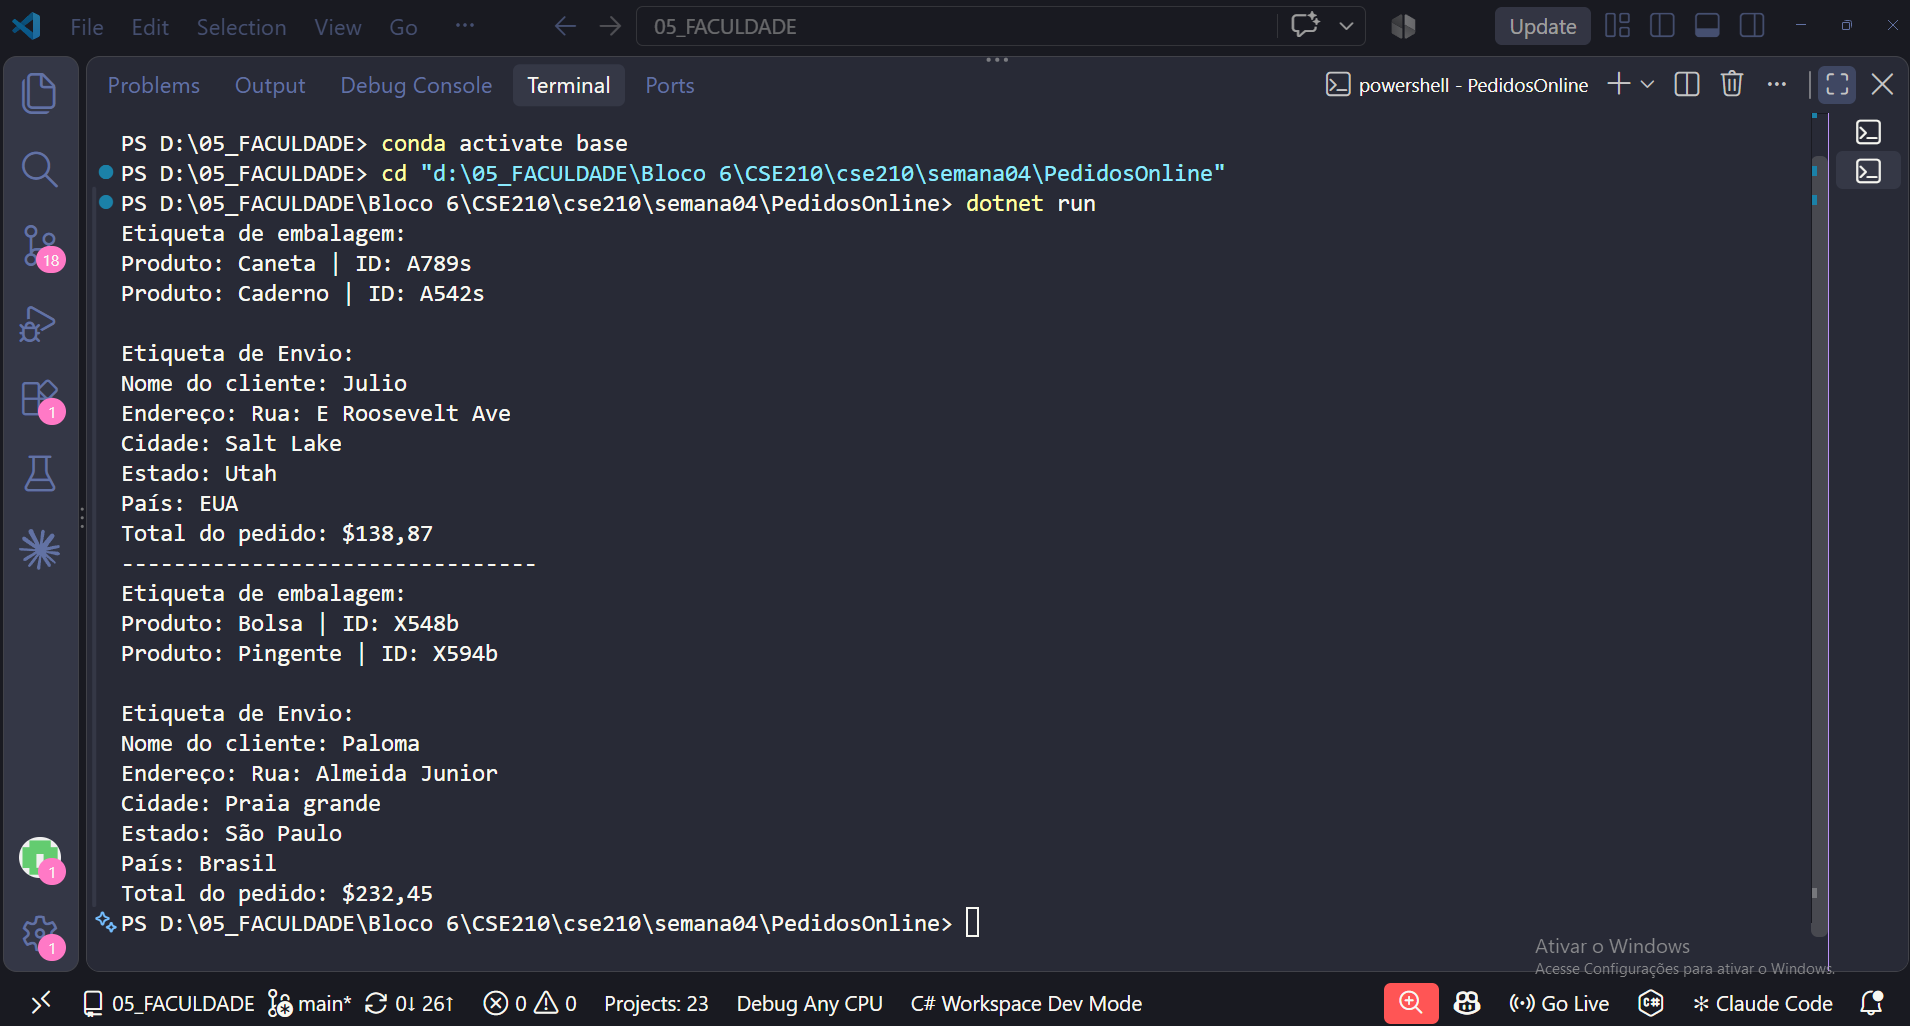 File Edit Selection View Go ··· 05_FACULDADE Update
Problems Output Debug Console Terminal Ports powershell - PedidosOnline
PS D:\05_FACULDADE> conda activate base
PS D:\05_FACULDADE> cd "d:\05_FACULDADE\Bloco 6\CSE210\cse210\semana04\PedidosOnline"
PS D:\05_FACULDADE\Bloco 6\CSE210\cse210\semana04\PedidosOnline> dotnet run
Etiqueta de embalagem:
Produto: Caneta | ID: A789s
Produto: Caderno | ID: A542s
Etiqueta de Envio:
Nome do cliente: Julio
Endereço: Rua: E Roosevelt Ave
Cidade: Salt Lake
Estado: Utah
País: EUA
Total do pedido: $138,87
--------------------------------
Etiqueta de embalagem:
Produto: Bolsa | ID: X548b
Produto: Pingente | ID: X594b
Etiqueta de Envio:
Nome do cliente: Paloma
Endereço: Rua: Almeida Junior
Cidade: Praia grande
Estado: São Paulo
País: Brasil
Total do pedido: $232,45
PS D:\05_FACULDADE\Bloco 6\CSE210\cse210\semana04\PedidosOnline>
18
1
1
1
Ativar o Windows
Acesse Configurações para ativar o Windows.
05_FACULDADE main* 0↓ 26↑ 0 0 Projects: 23 Debug Any CPU C# Workspace Dev Mode Go Live C# Claude Code